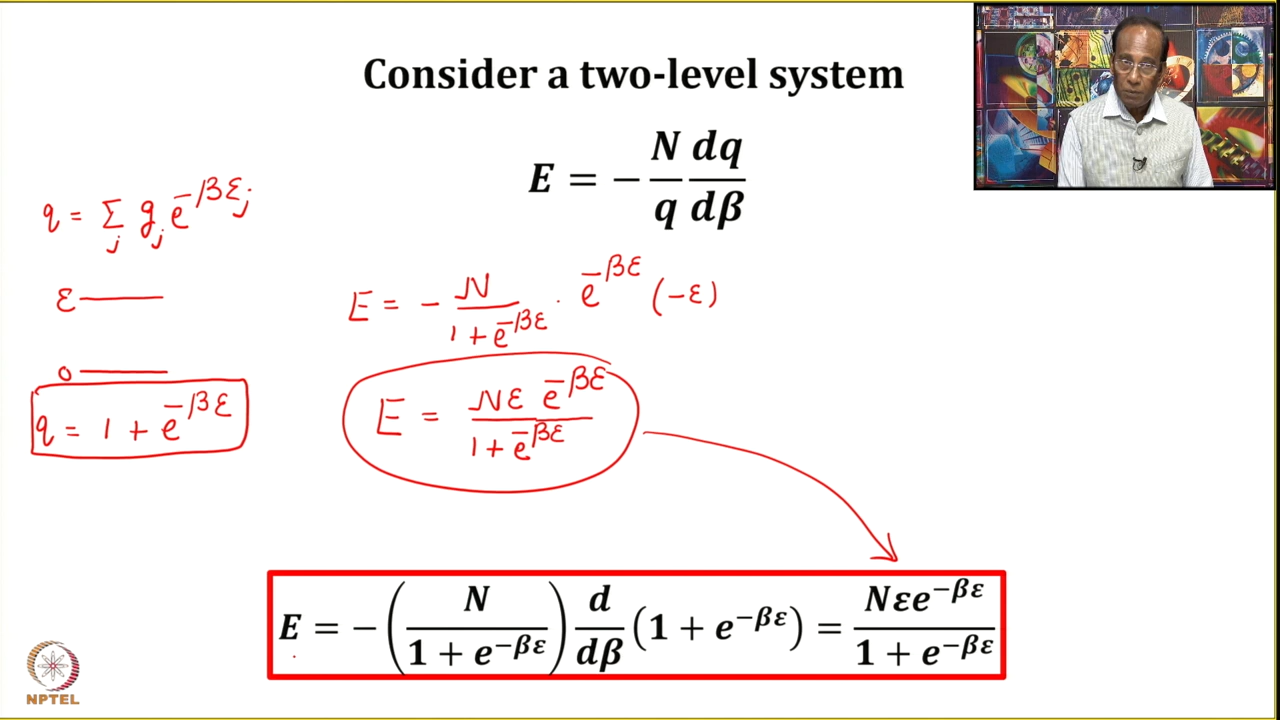 Consider a two-level system
E = −(N/q)(dq/dβ)
q = Σ_j g_j e^{−βε_j}
ε
0
q = 1 + e^{−βε}
E = − N/(1 + e^{−βε}) · e^{−βε} (−ε)
E = Nε e^{−βε}/(1 + e^{−βε})
E = −(N/(1 + e^{−βε})) d/dβ (1 + e^{−βε}) = Nεe^{−βε}/(1 + e^{−βε})
NPTEL